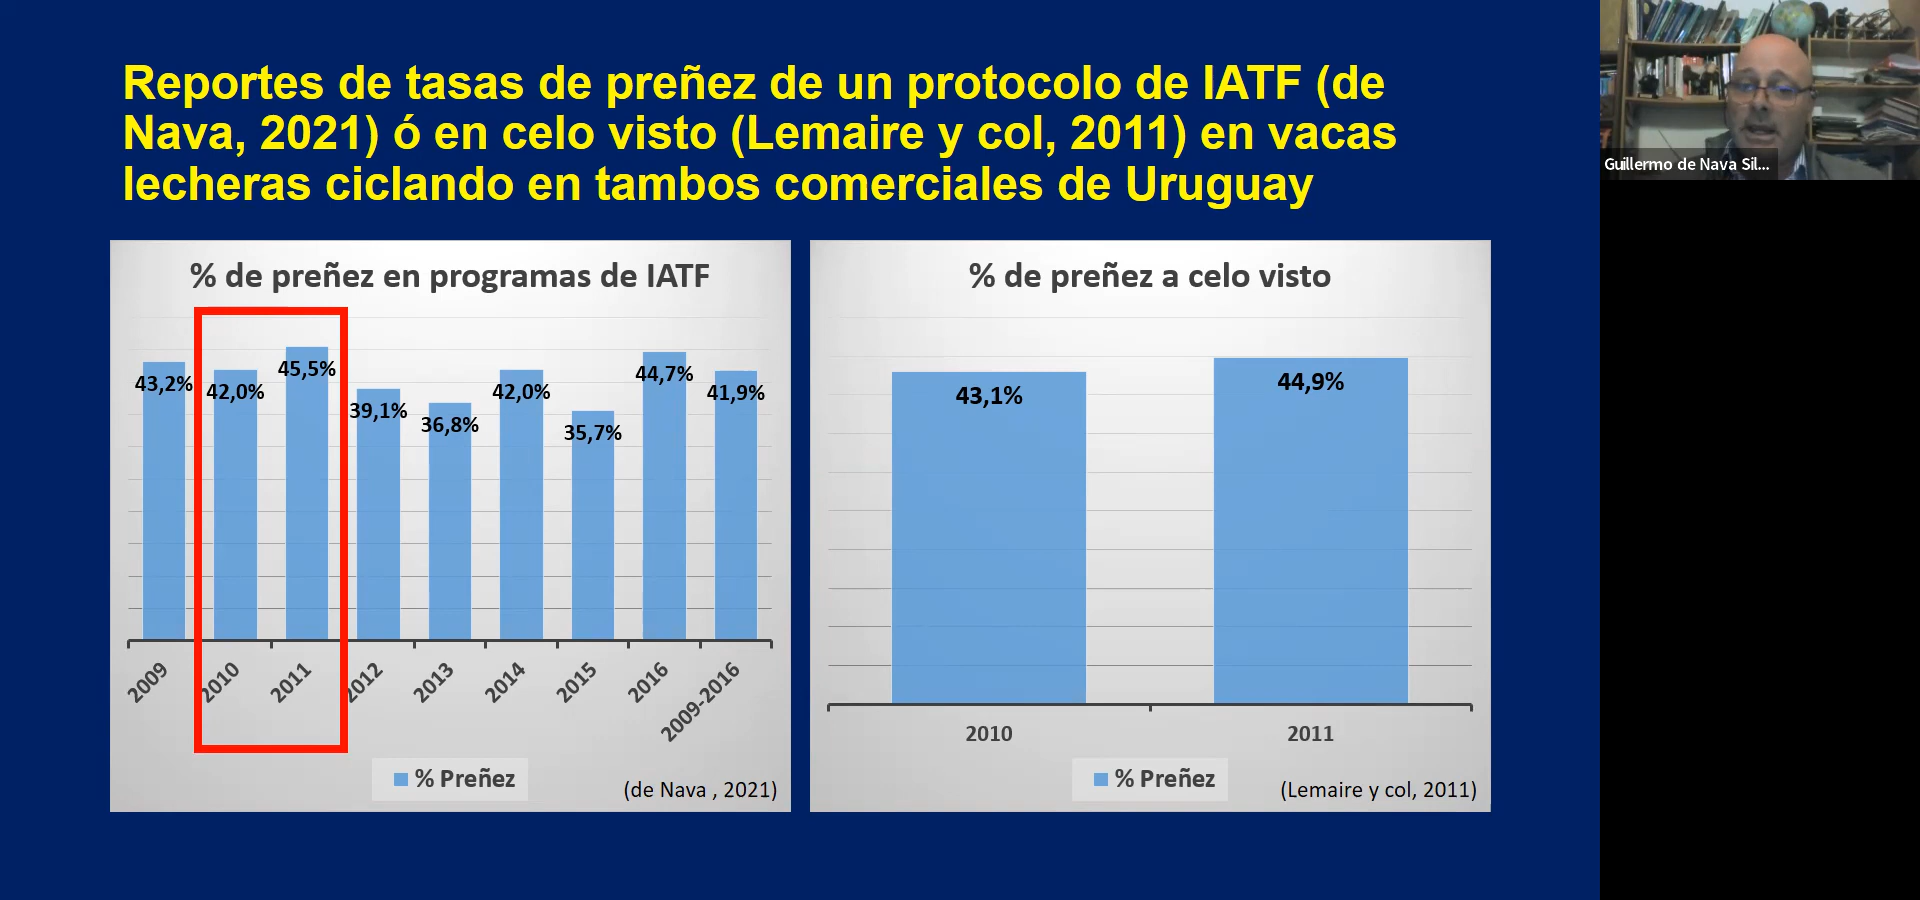 Reportes de tasas de preñez de un protocolo de IATF (de
Nava, 2021) ó en celo visto (Lemaire y col, 2011) en vacas
lecheras ciclando en tambos comerciales de Uruguay
% de preñez en programas de IATF
43,2%
42,0%
45,5%
39,1%
36,8%
42,0%
35,7%
44,7%
41,9%
2009
2010
2011
2012
2013
2014
2015
2016
2009-2016
% Preñez
(de Nava , 2021)
% de preñez a celo visto
43,1%
44,9%
2010
2011
% Preñez
(Lemaire y col, 2011)
Guillermo de Nava Sil...